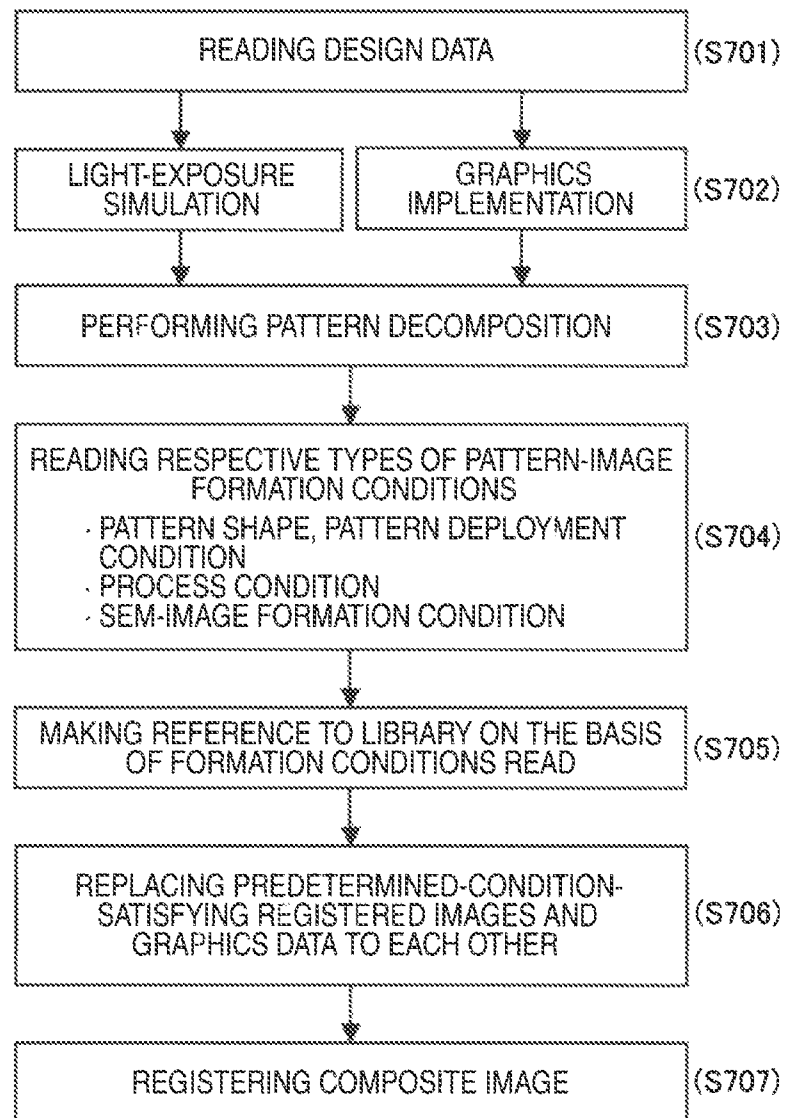 READING DESIGN DATA (S701)
LIGHT-EXPOSURE
SIMULATION
GRAPHICS
IMPLEMENTATION
(S702)
PERFORMING PATTERN DECOMPOSITION (S703)
READING RESPECTIVE TYPES OF PATTERN-IMAGE
FORMATION CONDITIONS
· PATTERN SHAPE, PATTERN DEPLOYMENT
CONDITION
· PROCESS CONDITION
· SEM-IMAGE FORMATION CONDITION
(S704)
MAKING REFERENCE TO LIBRARY ON THE BASIS
OF FORMATION CONDITIONS READ
(S705)
REPLACING PREDETERMINED-CONDITION-
SATISFYING REGISTERED IMAGES AND
GRAPHICS DATA TO EACH OTHER
(S706)
REGISTERING COMPOSITE IMAGE (S707)